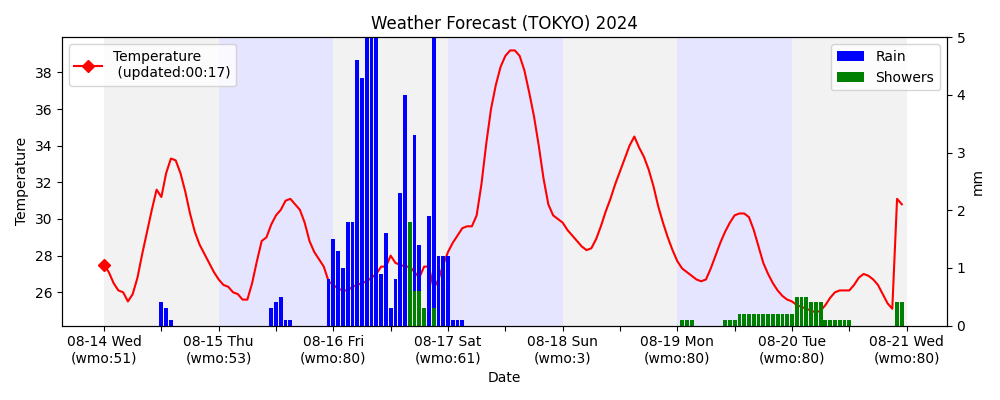 Weather Forecast (TOKYO) 2024
Temperature
(updated:00:17)
Rain
Showers
Temperature
38
36
34
32
30
28
26
5
4
3
2
1
0
mm
08-14 Wed
(wmo:51)
08-15 Thu
(wmo:53)
08-16 Fri
(wmo:80)
08-17 Sat
(wmo:61)
08-18 Sun
(wmo:3)
08-19 Mon
(wmo:80)
08-20 Tue
(wmo:80)
08-21 Wed
(wmo:80)
Date